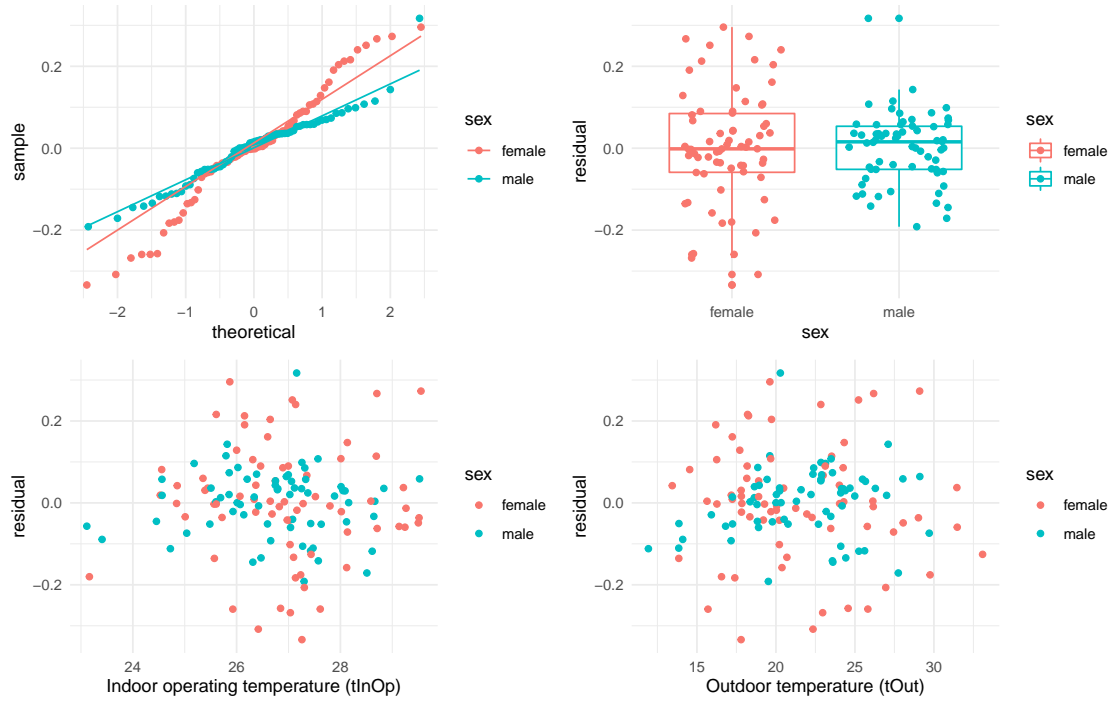 sample
0.2
0.0
−0.2
−2
−1
0
1
2
theoretical
sex
female
male
residual
0.2
0.0
−0.2
female
male
sex
sex
female
male
residual
0.2
0.0
−0.2
24
26
28
Indoor operating temperature (tInOp)
sex
female
male
residual
0.2
0.0
−0.2
15
20
25
30
Outdoor temperature (tOut)
sex
female
male